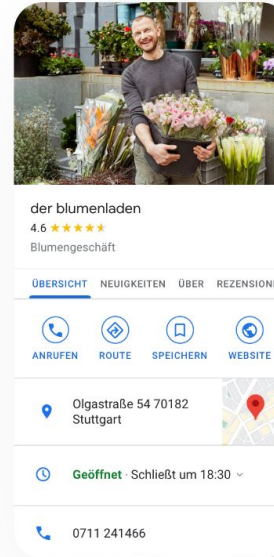 der blumenladen
4.6
Blumengeschäft
ÜBERSICHT NEUIGKEITEN ÜBER REZENSIONE
ANRUFEN ROUTE SPEICHERN WEBSITE
Olgastraße 54 70182
Stuttgart
Geöffnet · Schließt um 18:30
0711 241466